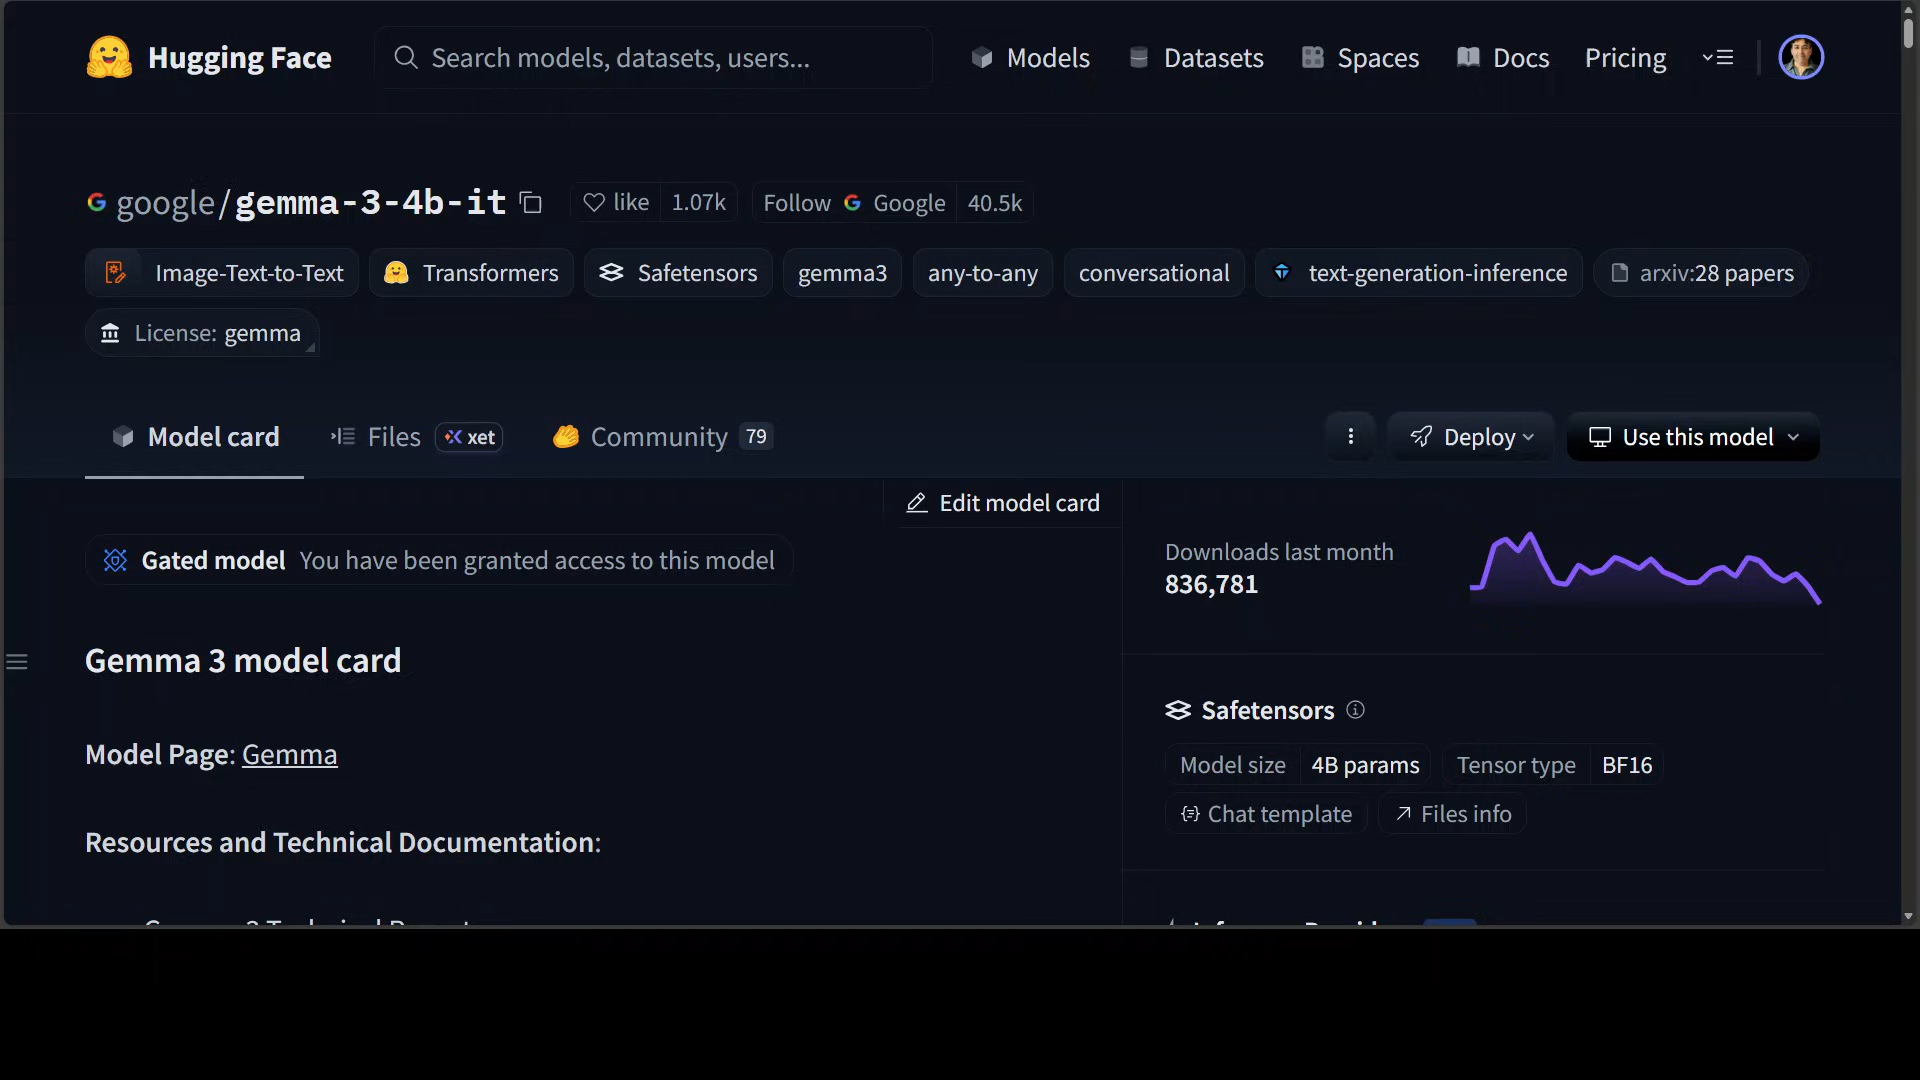 Hugging Face
Search models, datasets, users...
Models
Datasets
Spaces
Docs
Pricing
google/gemma-3-4b-it
like 1.07k
Follow Google 40.5k
Image-Text-to-Text
Transformers
Safetensors
gemma3
any-to-any
conversational
text-generation-inference
arxiv:28 papers
License: gemma
Model card
Files xet
Community 79
Deploy
Use this model
Edit model card
Gated model You have been granted access to this model
Gemma 3 model card
Model Page: Gemma
Resources and Technical Documentation:
Downloads last month
836,781
Safetensors
Model size 4B params
Tensor type BF16
Chat template
Files info